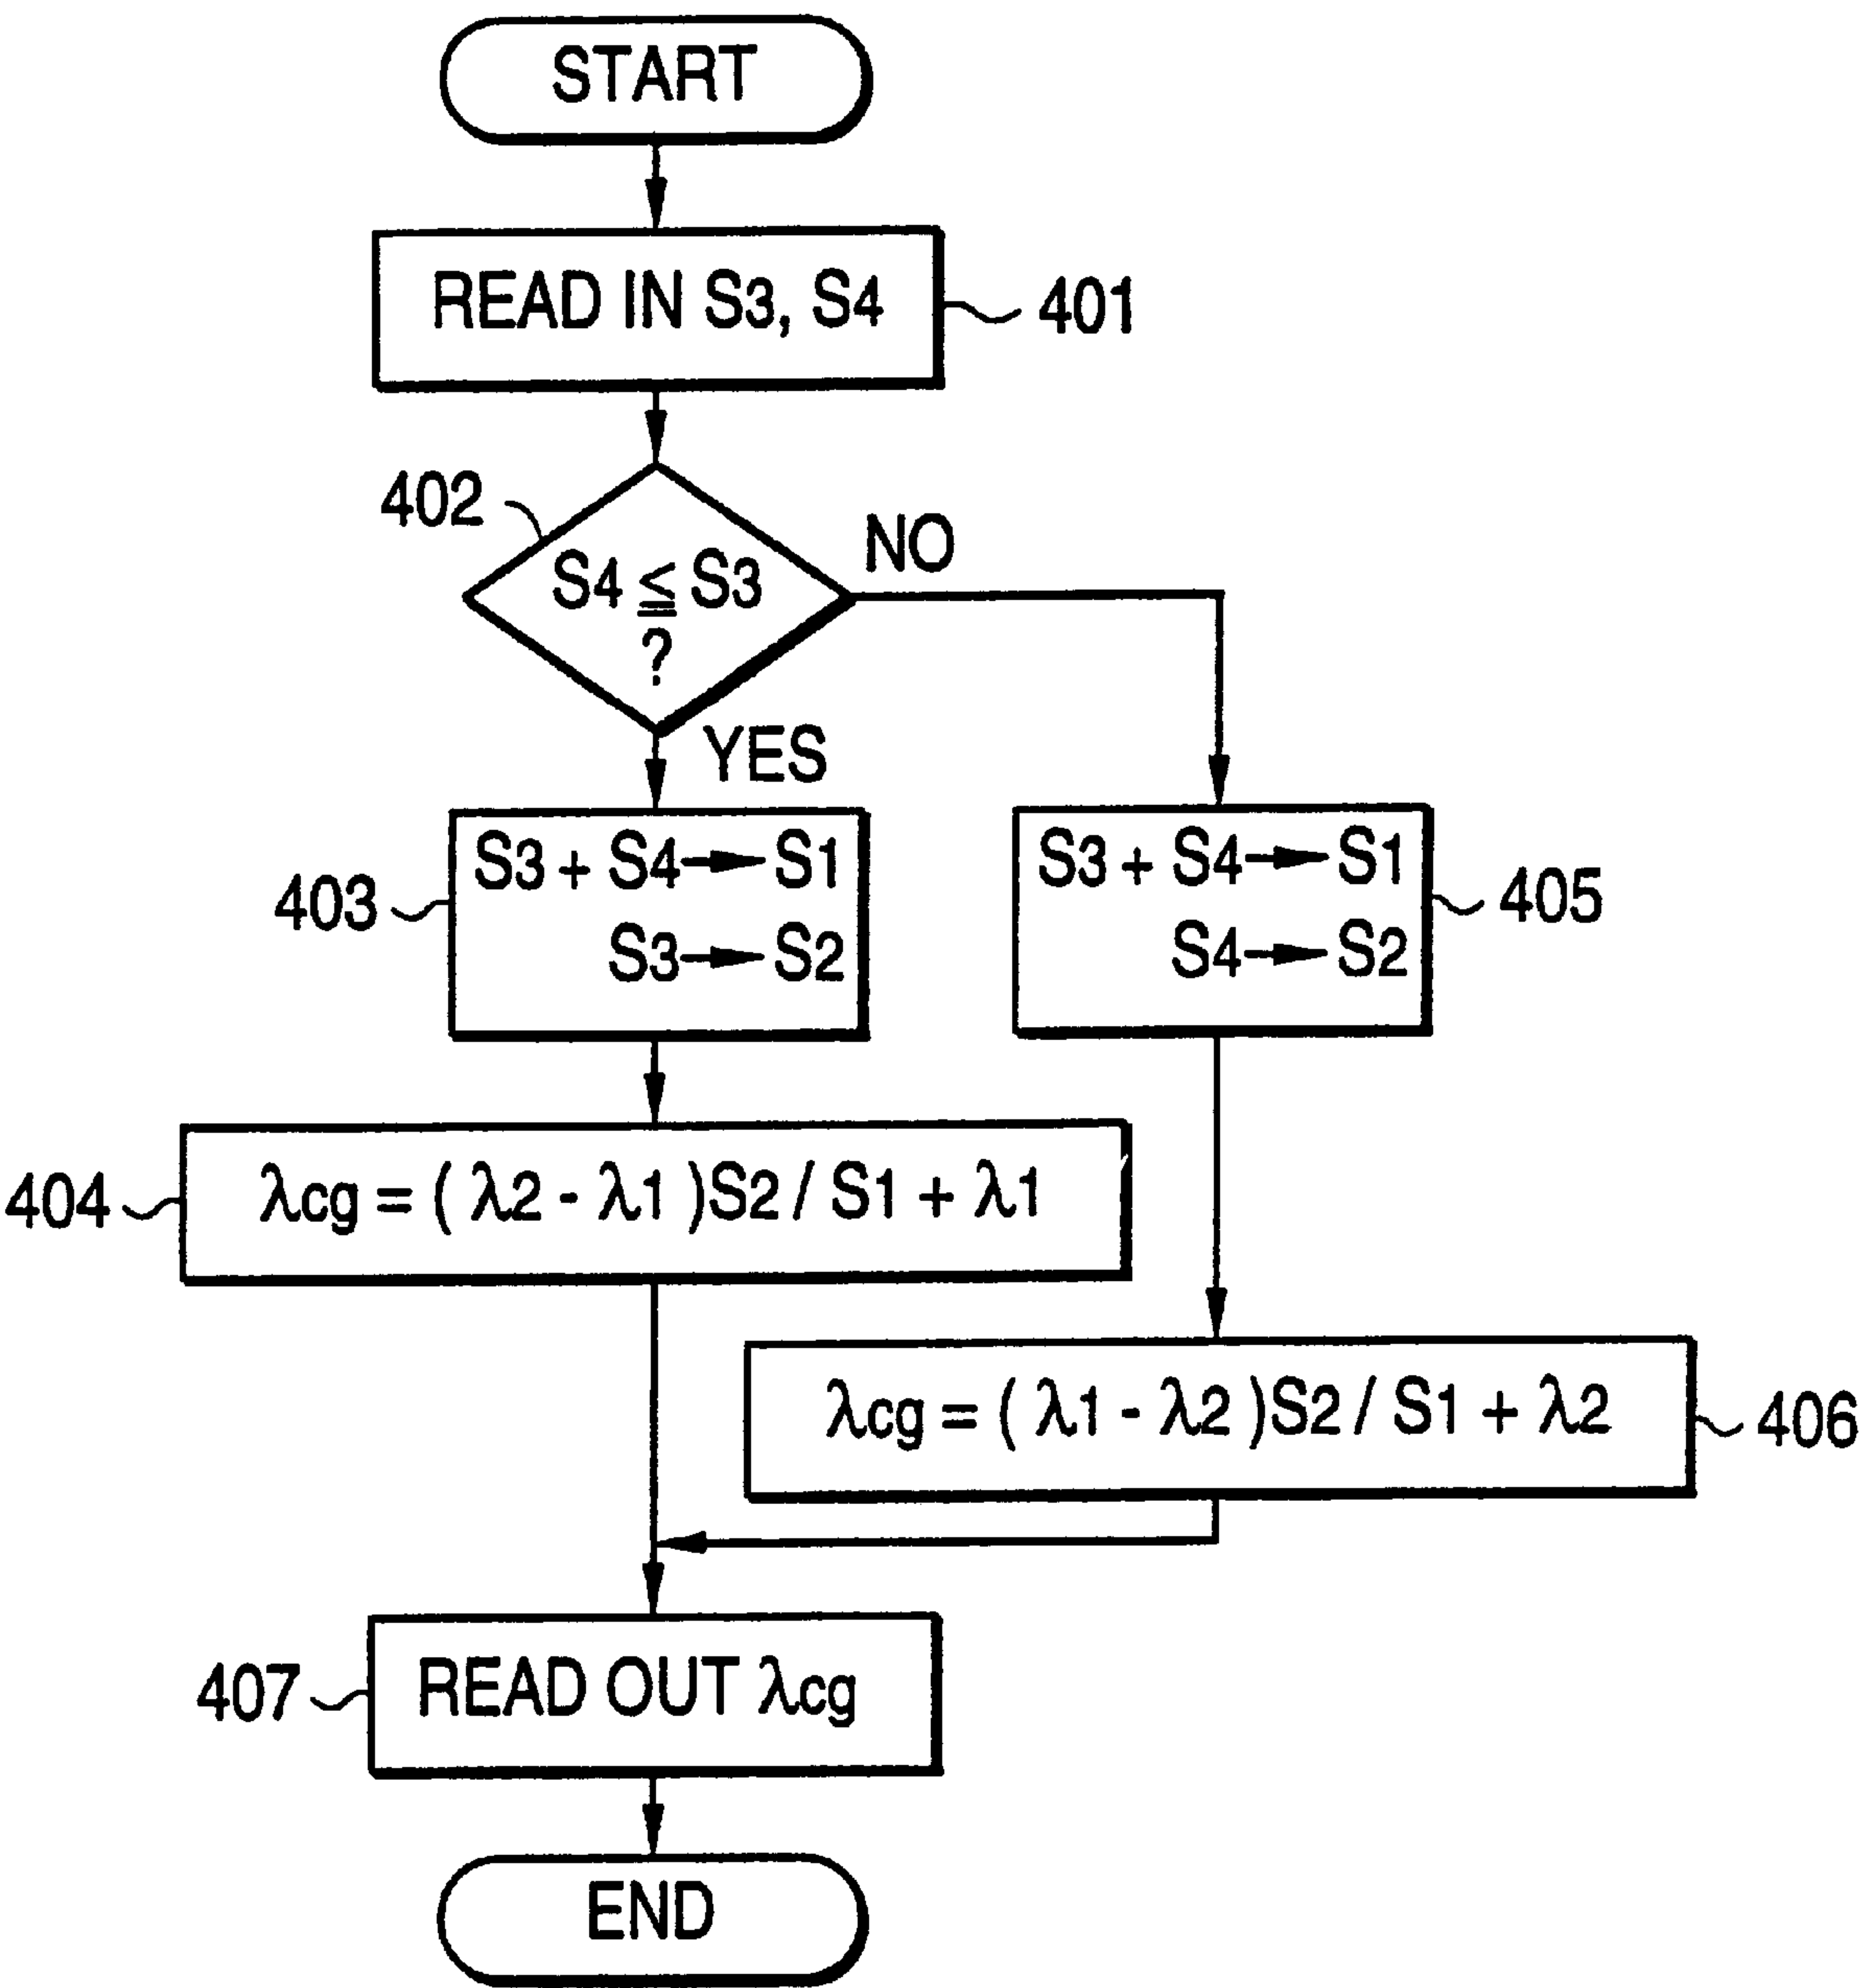 START
READ IN S3, S4
401
402
S4 ≦ S3
?
NO
YES
403
S3 + S4 → S1
S3 → S2
S3 + S4 → S1
S4 → S2
405
404
λcg = ( λ2 - λ1 )S2 / S1 + λ1
λcg = ( λ1 - λ2 )S2 / S1 + λ2
406
407
READ OUT λcg
END